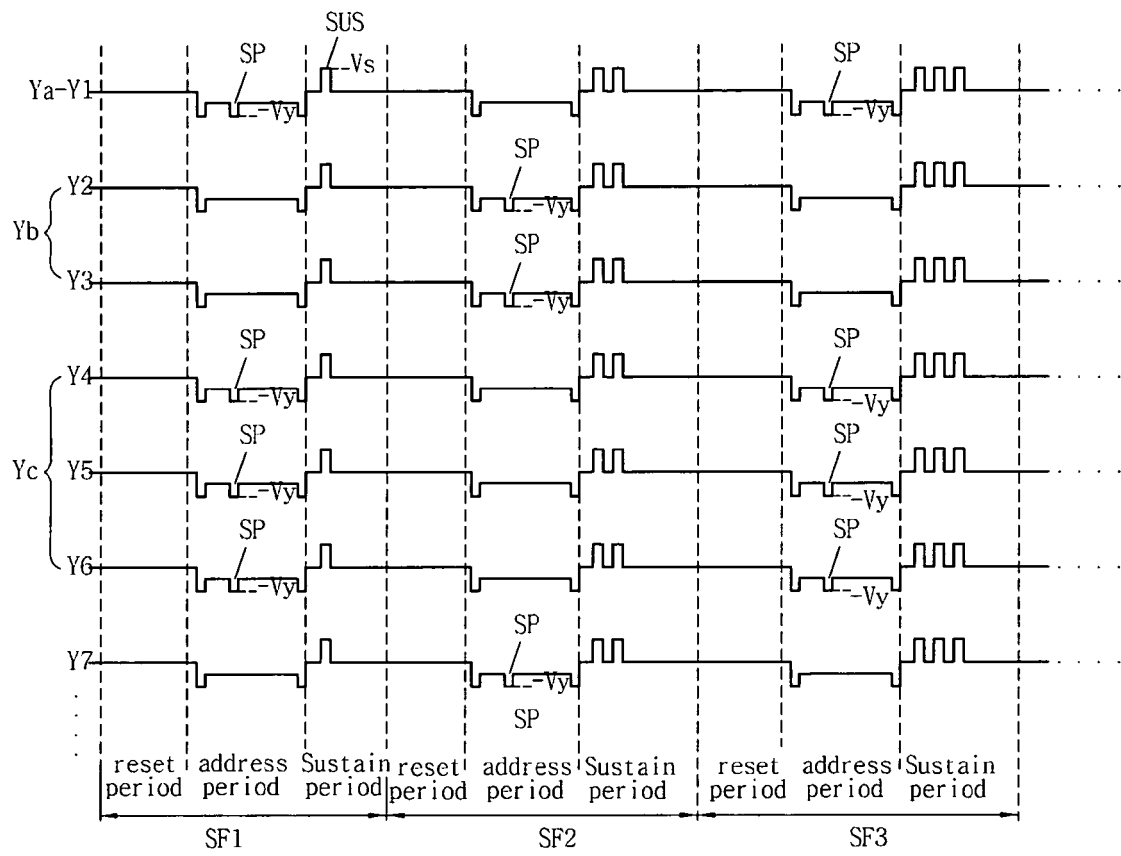 SUS
SP
--Vs
SP
Ya-Y1
---Vy
---Vy
SP
Y2
---Vy
Yb
SP
Y3
---Vy
SP
SP
Y4
---Vy
---Vy
SP
SP
Yc
Y5
---Vy
---Vy
SP
SP
Y6
---Vy
---Vy
SP
Y7
---Vy
SP
reset period
address period
Sustain period
reset period
address period
Sustain period
reset period
address period
Sustain period
SF1
SF2
SF3